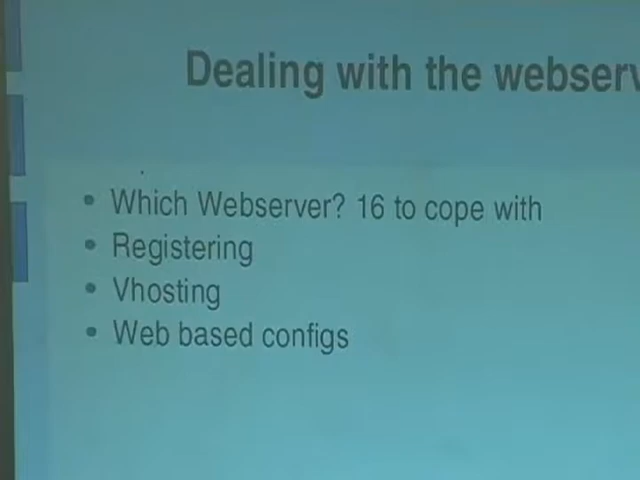 Dealing with the webserv
• Which Webserver? 16 to cope with
• Registering
• Vhosting
• Web based configs